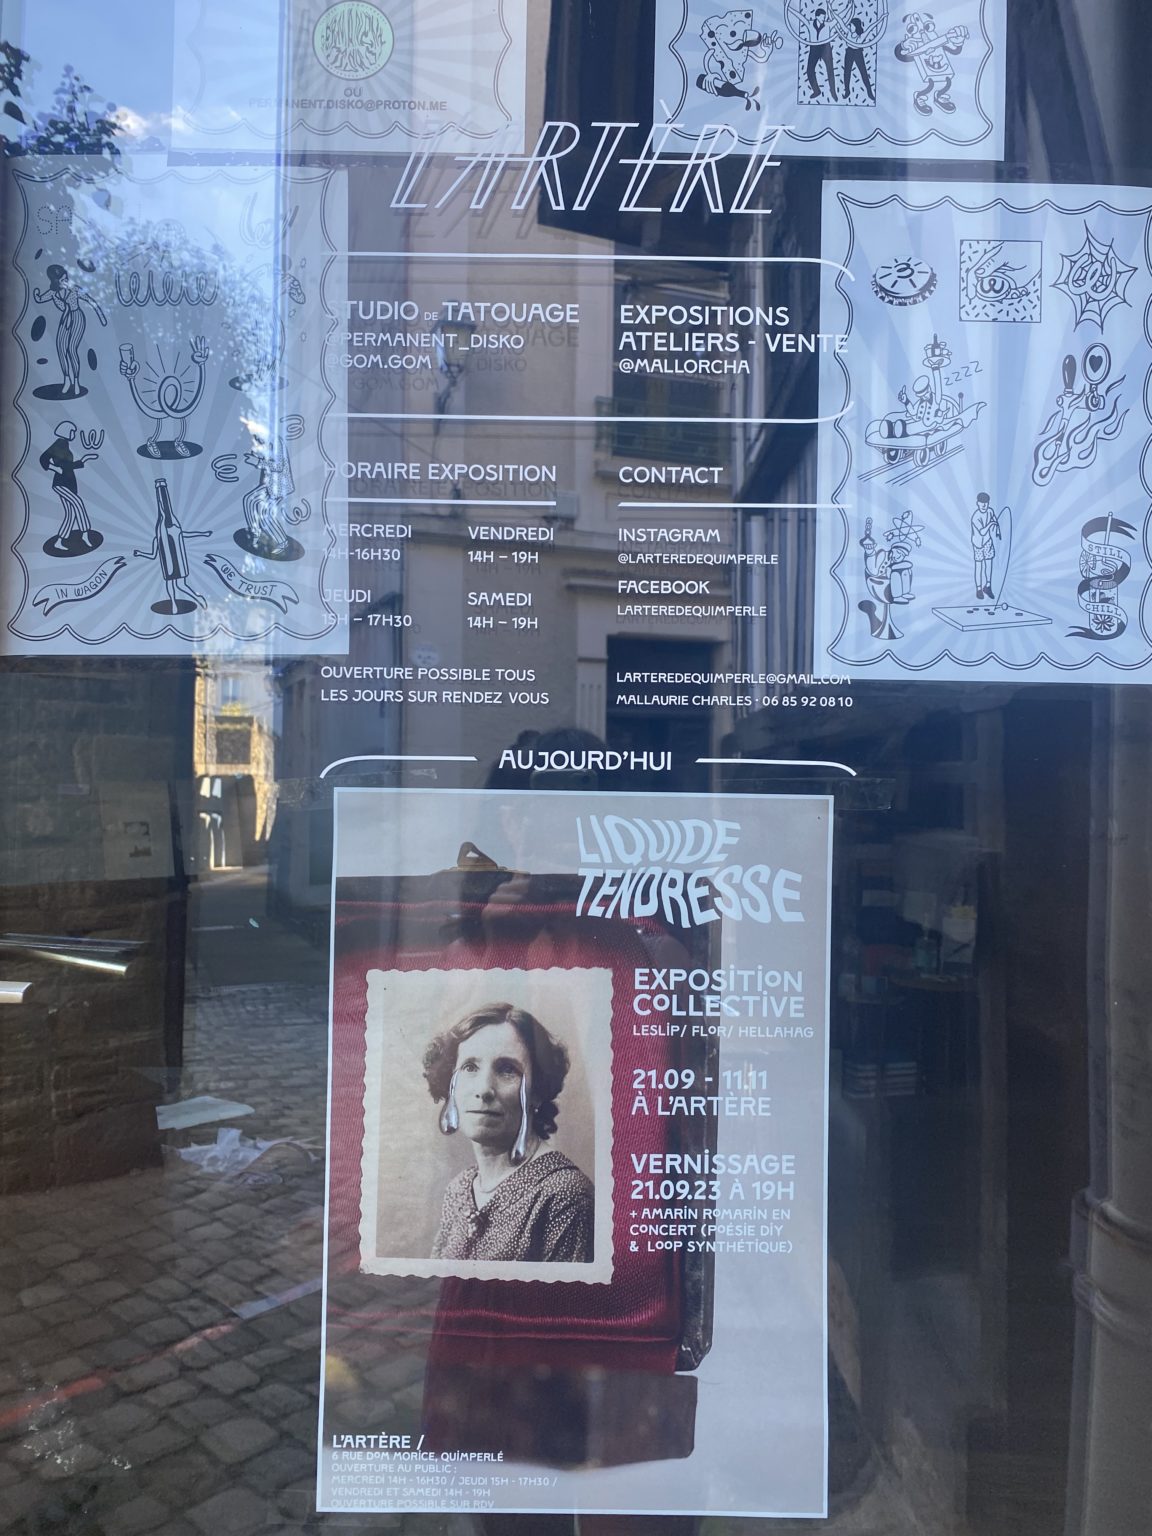 OU
PERMANENT.DISKO@PROTON.ME
L'ARTÈRE
STUDIO DE TATOUAGE
@PERMANENT_DISKO
@GOM.GOM
EXPOSITIONS
ATELIERS - VENTE
@MALLORCHA
HORAIRE EXPOSITION
MERCREDI
14H-16H30
VENDREDI
14H – 19H
JEUDI
15H – 17H30
SAMEDI
14H – 19H
OUVERTURE POSSIBLE TOUS
LES JOURS SUR RENDEZ VOUS
CONTACT
INSTAGRAM
@LARTEREDEQUIMPERLE
FACEBOOK
LARTEREDEQUIMPERLE
LARTEREDEQUIMPERLE@GMAIL.COM
MALLAURIE CHARLES · 06 85 92 08 10
IN WAGON
WE TRUST
ZZZZ
STILL
CHILL
AUJOURD'HUI
LIQUIDE
TENDRESSE
EXPOSITION
COLLECTIVE
LESLIP/ FLOR/ HELLAHAG
21.09 - 11.11
À L'ARTÈRE
VERNISSAGE
21.09.23 À 19H
+ AMARIN ROMARIN EN
CONCERT (POÉSIE DIY
& LOOP SYNTHÉTIQUE)
L'ARTÈRE /
6 RUE DOM MORICE, QUIMPERLÉ
OUVERTURE AU PUBLIC :
MERCREDI 14H - 16H30 / JEUDI 15H - 17H30 /
VENDREDI ET SAMEDI 14H - 19H
OUVERTURE POSSIBLE SUR RDV